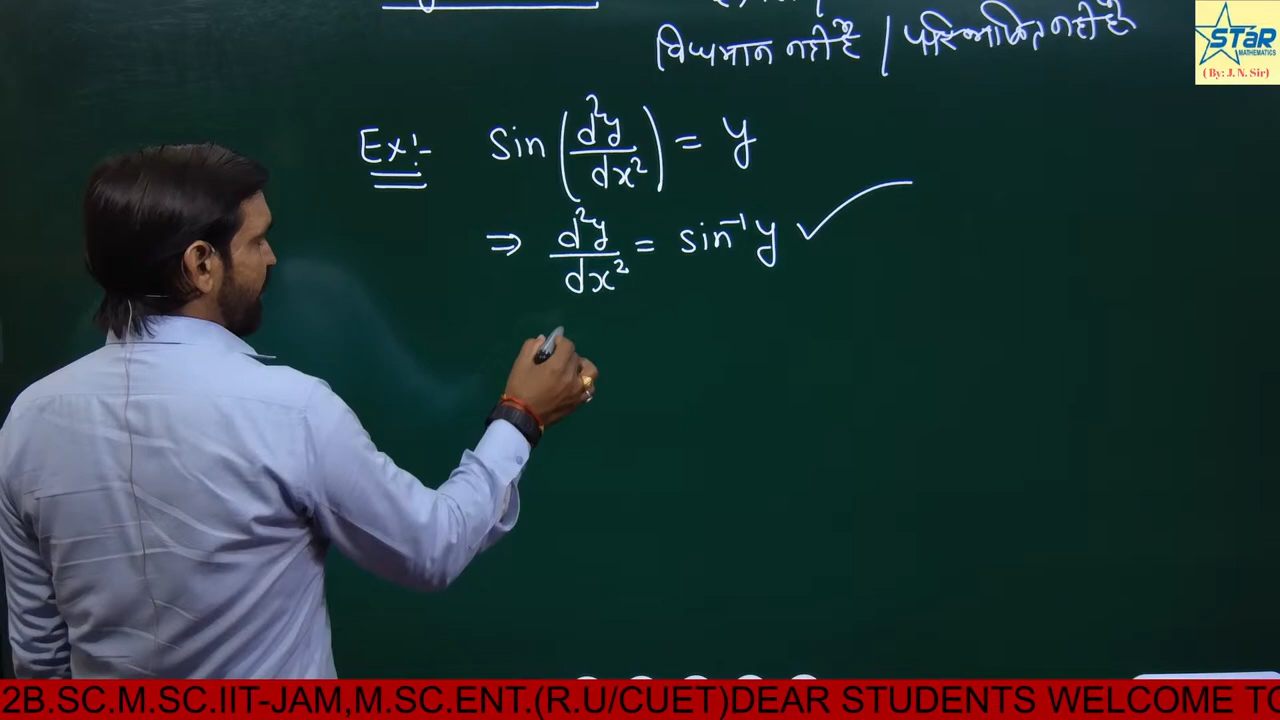 विद्यमान नहीं है / परिभाषित नहीं है
STAR
MATHEMATICS
( By: J. N. Sir)
Ex:- Sin(d²y/dx²) = y
⇒ d²y/dx² = sin⁻¹y ✓
2B.SC.M.SC.IIT-JAM,M.SC.ENT.(R.U/CUET)DEAR STUDENTS WELCOME TO